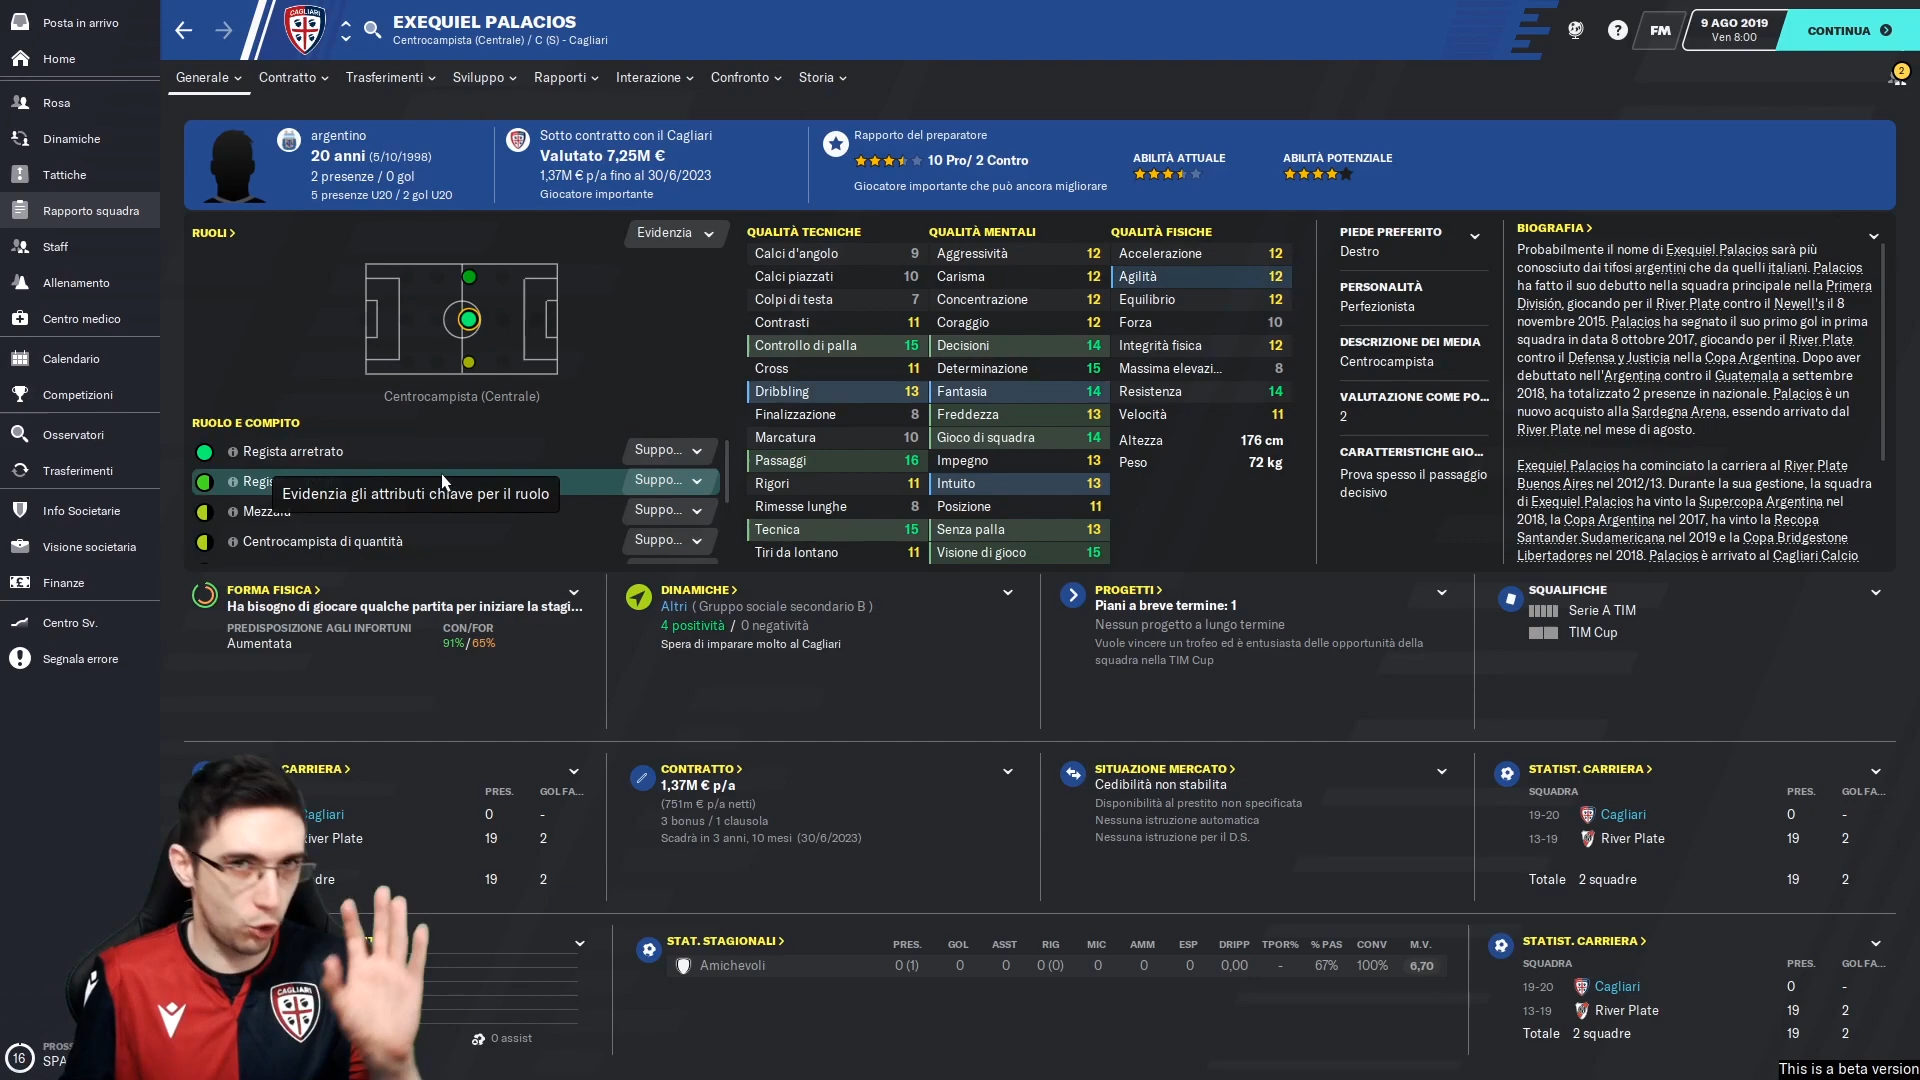 Posta in arrivo
Home
Rosa
Dinamiche
Tattiche
Rapporto squadra
Staff
Allenamento
Centro medico
Calendario
Competizioni
Osservatori
Trasferimenti
Info Societarie
Visione societaria
Finanze
Centro Sv.
Segnala errore
16
EXEQUIEL PALACIOS
Centrocampista (Centrale) / C (S) - Cagliari
FM
9 AGO 2019
Ven 8:00
CONTINUA
Generale
Contratto
Trasferimenti
Sviluppo
Rapporti
Interazione
Confronto
Storia
2
argentino
20 anni (5/10/1998)
2 presenze / 0 gol
5 presenze U20 / 2 gol U20
Sotto contratto con il Cagliari
Valutato 7,25M €
1,37M € p/a fino al 30/6/2023
Giocatore importante
Rapporto del preparatore
10 Pro/ 2 Contro
Giocatore importante che può ancora migliorare
ABILITÀ ATTUALE
ABILITÀ POTENZIALE
RUOLI >
Evidenzia
Centrocampista (Centrale)
RUOLO E COMPITO
Regista arretrato Suppo...
Regis Suppo...
Evidenzia gli attributi chiave per il ruolo
Mezzala Suppo...
Centrocampista di quantità Suppo...
QUALITÀ TECNICHE
Calci d'angolo 9
Calci piazzati 10
Colpi di testa 7
Contrasti 11
Controllo di palla 15
Cross 11
Dribbling 13
Finalizzazione 8
Marcatura 10
Passaggi 16
Rigori 11
Rimesse lunghe 8
Tecnica 15
Tiri da lontano 11
QUALITÀ MENTALI
Aggressività 12
Carisma 12
Concentrazione 12
Coraggio 12
Decisioni 14
Determinazione 15
Fantasia 14
Freddezza 13
Gioco di squadra 14
Impegno 13
Intuito 13
Posizione 11
Senza palla 13
Visione di gioco 15
QUALITÀ FISICHE
Accelerazione 12
Agilità 12
Equilibrio 12
Forza 10
Integrità fisica 12
Massima elevazi... 8
Resistenza 14
Velocità 11
Altezza 176 cm
Peso 72 kg
PIEDE PREFERITO
Destro
PERSONALITÀ
Perfezionista
DESCRIZIONE DEI MEDIA
Centrocampista
VALUTAZIONE COME PO...
2
CARATTERISTICHE GIO...
Prova spesso il passaggio
decisivo
BIOGRAFIA >
Probabilmente il nome di Exequiel Palacios sarà più
conosciuto dai tifosi argentini che da quelli italiani. Palacios
ha fatto il suo debutto nella squadra principale nella Primera
División, giocando per il River Plate contro il Newell's il 8
novembre 2015. Palacios ha segnato il suo primo gol in prima
squadra in data 8 ottobre 2017, giocando per il River Plate
contro il Defensa y Justicia nella Copa Argentina. Dopo aver
debuttato nell'Argentina contro il Guatemala a settembre
2018, ha totalizzato 2 presenze in nazionale. Palacios è un
nuovo acquisto alla Sardegna Arena, essendo arrivato dal
River Plate nel mese di agosto.
Exequiel Palacios ha cominciato la carriera al River Plate
Buenos Aires nel 2012/13. Durante la sua gestione, la squadra
di Exequiel Palacios ha vinto la Supercopa Argentina nel
2018, la Copa Argentina nel 2017, ha vinto la Recopa
Santander Sudamericana nel 2019 e la Copa Bridgestone
Libertadores nel 2018. Palacios è arrivato al Cagliari Calcio
FORMA FISICA >
Ha bisogno di giocare qualche partita per iniziare la stagi...
PREDISPOSIZIONE AGLI INFORTUNI CON/FOR
Aumentata 91% / 65%
DINAMICHE >
Altri ( Gruppo sociale secondario B )
4 positività / 0 negatività
Spera di imparare molto al Cagliari
PROGETTI >
Piani a breve termine: 1
Nessun progetto a lungo termine
Vuole vincere un trofeo ed è entusiasta delle opportunità della
squadra nella TIM Cup
SQUALIFICHE
Serie A TIM
TIM Cup
CARRIERA >
PRES. GOL FA...
Cagliari 0 -
River Plate 19 2
dre 19 2
CONTRATTO >
1,37M € p/a
(751m € p/a netti)
3 bonus / 1 clausola
Scadrà in 3 anni, 10 mesi (30/6/2023)
SITUAZIONE MERCATO >
Cedibilità non stabilita
Disponibilità al prestito non specificata
Nessuna istruzione automatica
Nessuna istruzione per il D.S.
STATIST. CARRIERA >
SQUADRA PRES. GOL FA...
19-20 Cagliari 0 -
13-19 River Plate 19 2
Totale 2 squadre 19 2
0 assist
STAT. STAGIONALI >
PRES. GOL ASST RIG MIC AMM ESP DRIPP TPOR% % PAS CONV M.V.
Amichevoli 0 (1) 0 0 0 (0) 0 0 0 0,00 - 67% 100% 6,70
STATIST. CARRIERA >
SQUADRA PRES. GOL FA...
19-20 Cagliari 0 -
13-19 River Plate 19 2
Totale 2 squadre 19 2
PROSS
SPA
CAGLIARI
This is a beta version